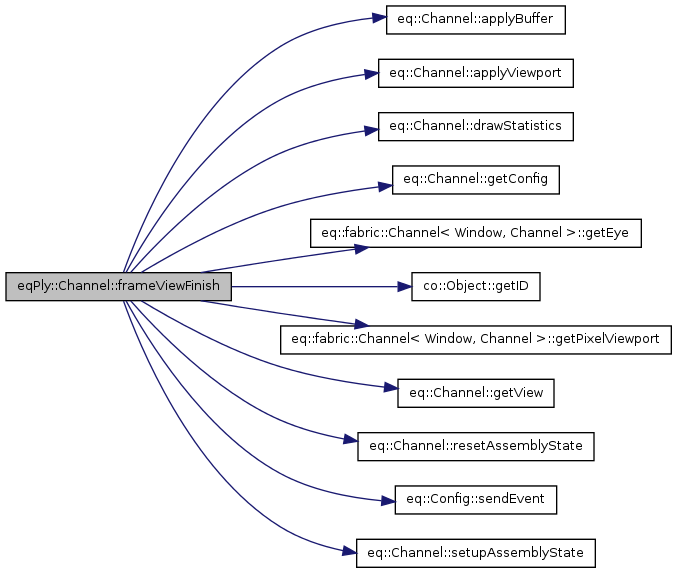 eq::Channel::applyBuffer
eq::Channel::applyViewport
eq::Channel::drawStatistics
eq::Channel::getConfig
eq::fabric::Channel< Window, Channel >::getEye
eqPly::Channel::frameViewFinish
co::Object::getID
eq::fabric::Channel< Window, Channel >::getPixelViewport
eq::Channel::getView
eq::Channel::resetAssemblyState
eq::Config::sendEvent
eq::Channel::setupAssemblyState